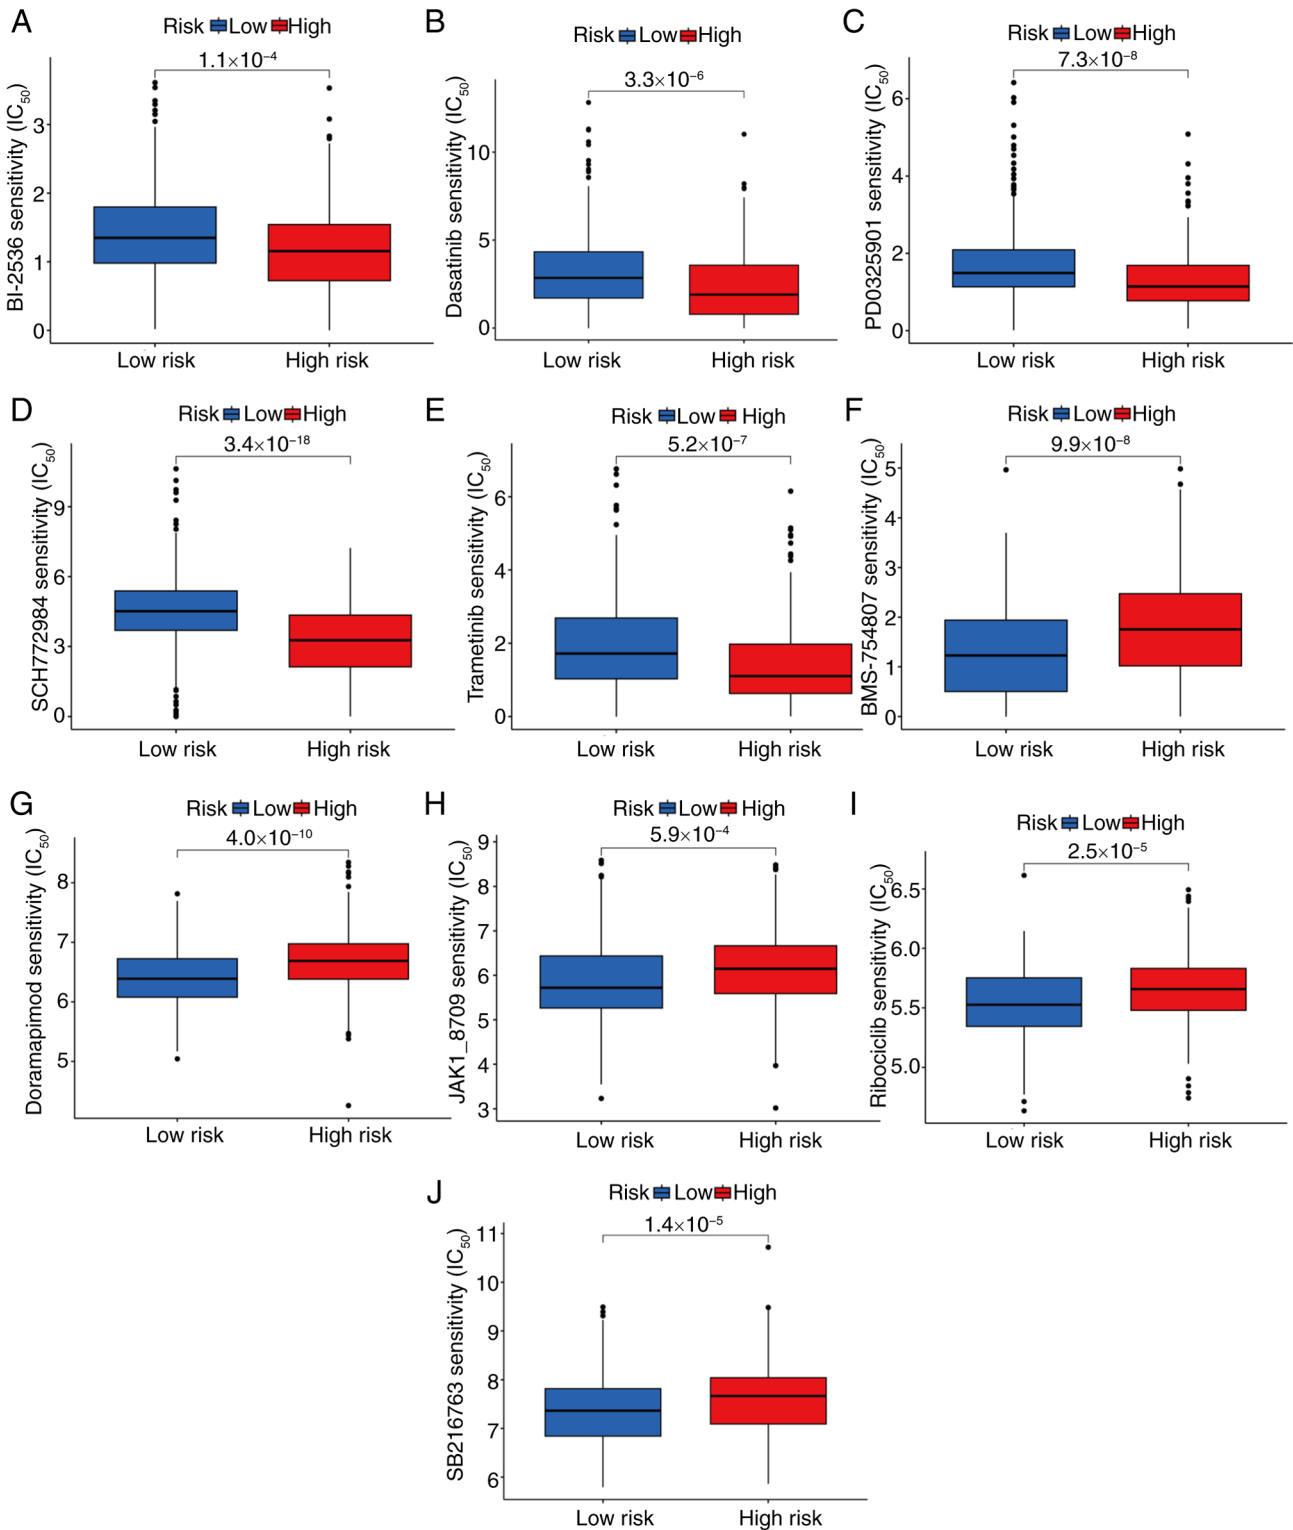 A
Risk Low High
1.1×10⁻⁴
BI-2536 sensitivity (IC₅₀)
3
2
1
0
Low risk High risk
B
Risk Low High
3.3×10⁻⁶
Dasatinib sensitivity (IC₅₀)
10
5
0
Low risk High risk
C
Risk Low High
7.3×10⁻⁸
PD0325901 sensitivity (IC₅₀)
6
4
2
0
Low risk High risk
D
Risk Low High
3.4×10⁻¹⁸
SCH772984 sensitivity (IC₅₀)
9
6
3
0
Low risk High risk
E
Risk Low High
5.2×10⁻⁷
Trametinib sensitivity (IC₅₀)
6
4
2
0
Low risk High risk
F
Risk Low High
9.9×10⁻⁸
BMS-754807 sensitivity (IC₅₀)
5
4
3
2
1
0
Low risk High risk
G
Risk Low High
4.0×10⁻¹⁰
Doramapimod sensitivity (IC₅₀)
8
7
6
5
Low risk High risk
H
Risk Low High
5.9×10⁻⁴
JAK1_8709 sensitivity (IC₅₀)
9
8
7
6
5
4
3
Low risk High risk
I
Risk Low High
2.5×10⁻⁵
Ribociclib sensitivity (IC₅₀)
6.5
6.0
5.5
5.0
Low risk High risk
J
Risk Low High
1.4×10⁻⁵
SB216763 sensitivity (IC₅₀)
11
10
9
8
7
6
Low risk High risk